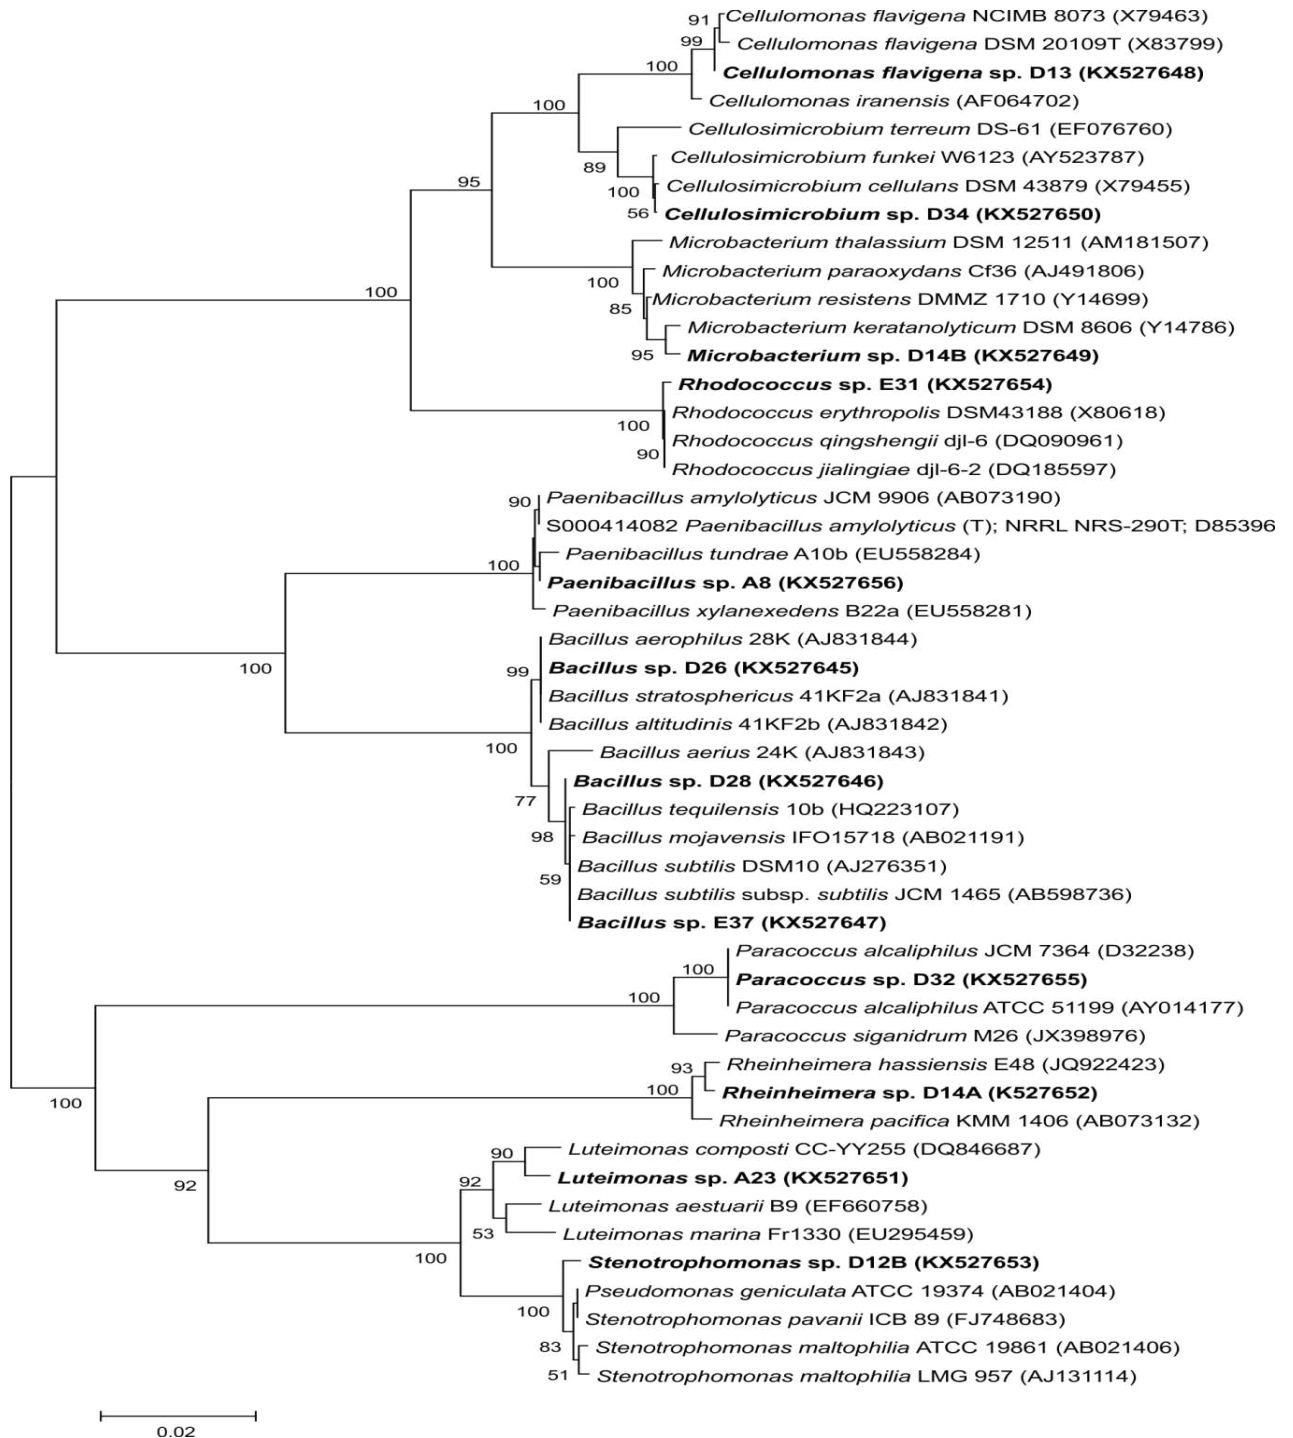 91 Cellulomonas flavigena NCIMB 8073 (X79463)
99 Cellulomonas flavigena DSM 20109T (X83799)
100 Cellulomonas flavigena sp. D13 (KX527648)
Cellulomonas iranensis (AF064702)
100
Cellulosimicrobium terreum DS-61 (EF076760)
89 Cellulosimicrobium funkei W6123 (AY523787)
95 100 Cellulosimicrobium cellulans DSM 43879 (X79455)
56 Cellulosimicrobium sp. D34 (KX527650)
Microbacterium thalassium DSM 12511 (AM181507)
100 Microbacterium paraoxydans Cf36 (AJ491806)
100 85 Microbacterium resistens DMMZ 1710 (Y14699)
Microbacterium keratanolyticum DSM 8606 (Y14786)
95 Microbacterium sp. D14B (KX527649)
Rhodococcus sp. E31 (KX527654)
Rhodococcus erythropolis DSM43188 (X80618)
100 Rhodococcus qingshengii djl-6 (DQ090961)
90 Rhodococcus jialingiae djl-6-2 (DQ185597)
90 Paenibacillus amylolyticus JCM 9906 (AB073190)
S000414082 Paenibacillus amylolyticus (T); NRRL NRS-290T; D85396
100 Paenibacillus tundrae A10b (EU558284)
Paenibacillus sp. A8 (KX527656)
Paenibacillus xylanexedens B22a (EU558281)
Bacillus aerophilus 28K (AJ831844)
100 99 Bacillus sp. D26 (KX527645)
Bacillus stratosphericus 41KF2a (AJ831841)
Bacillus altitudinis 41KF2b (AJ831842)
100 Bacillus aerius 24K (AJ831843)
Bacillus sp. D28 (KX527646)
77 Bacillus tequilensis 10b (HQ223107)
98 Bacillus mojavensis IFO15718 (AB021191)
Bacillus subtilis DSM10 (AJ276351)
59 Bacillus subtilis subsp. subtilis JCM 1465 (AB598736)
Bacillus sp. E37 (KX527647)
Paracoccus alcaliphilus JCM 7364 (D32238)
100 Paracoccus sp. D32 (KX527655)
100 Paracoccus alcaliphilus ATCC 51199 (AY014177)
Paracoccus siganidrum M26 (JX398976)
93 Rheinheimera hassiensis E48 (JQ922423)
100 100 Rheinheimera sp. D14A (K527652)
Rheinheimera pacifica KMM 1406 (AB073132)
90 Luteimonas composti CC-YY255 (DQ846687)
92 92 Luteimonas sp. A23 (KX527651)
Luteimonas aestuarii B9 (EF660758)
53 Luteimonas marina Fr1330 (EU295459)
100 Stenotrophomonas sp. D12B (KX527653)
Pseudomonas geniculata ATCC 19374 (AB021404)
100 Stenotrophomonas pavanii ICB 89 (FJ748683)
83 Stenotrophomonas maltophilia ATCC 19861 (AB021406)
51 Stenotrophomonas maltophilia LMG 957 (AJ131114)
0.02